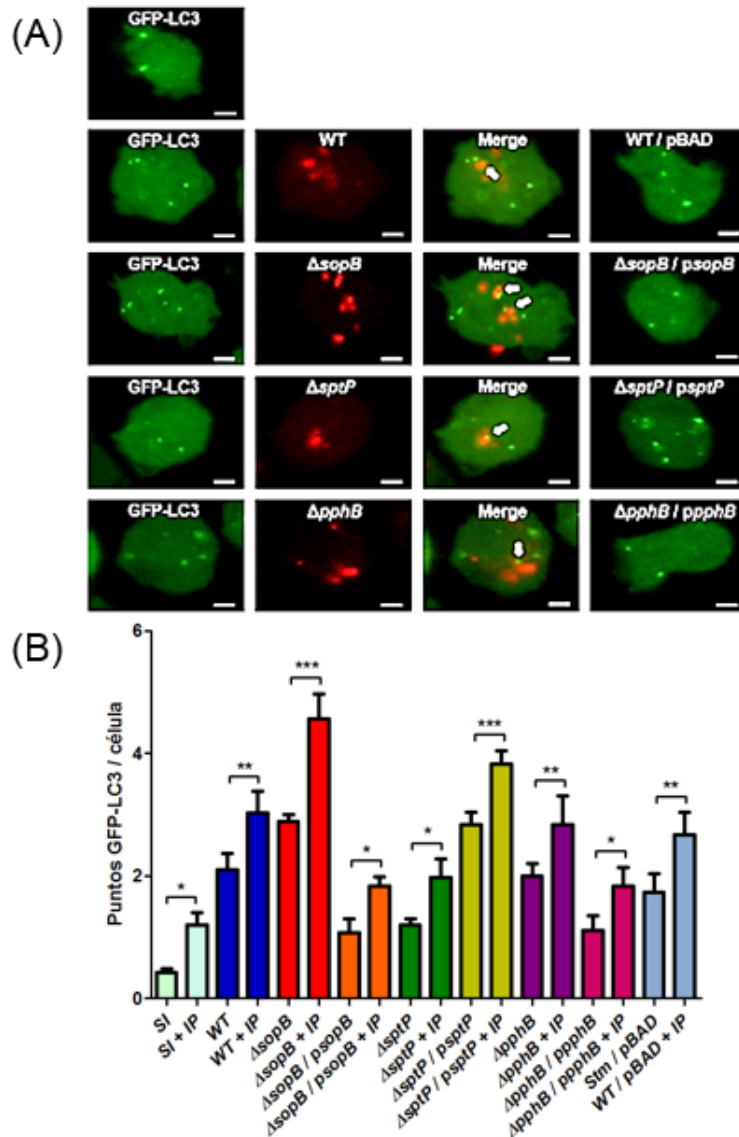 (A)
GFP-LC3
GFP-LC3 WT Merge WT / pBAD
GFP-LC3 ΔsopB Merge ΔsopB / psopB
GFP-LC3 ΔsptP Merge ΔsptP / psptP
GFP-LC3 ΔpphB Merge ΔpphB / ppphB
(B)
Puntos GFP-LC3 / célula
6
4
2
0
*
**
***
*
*
***
**
*
**
SI
SI + IP
WT
WT + IP
ΔsopB
ΔsopB + IP
ΔsopB / psopB
ΔsopB / psopB + IP
ΔsptP
ΔsptP + IP
ΔsptP / psptP
ΔsptP / psptP + IP
ΔpphB
ΔpphB + IP
ΔpphB / ppphB
ΔpphB / ppphB + IP
Stm / pBAD
WT / pBAD + IP